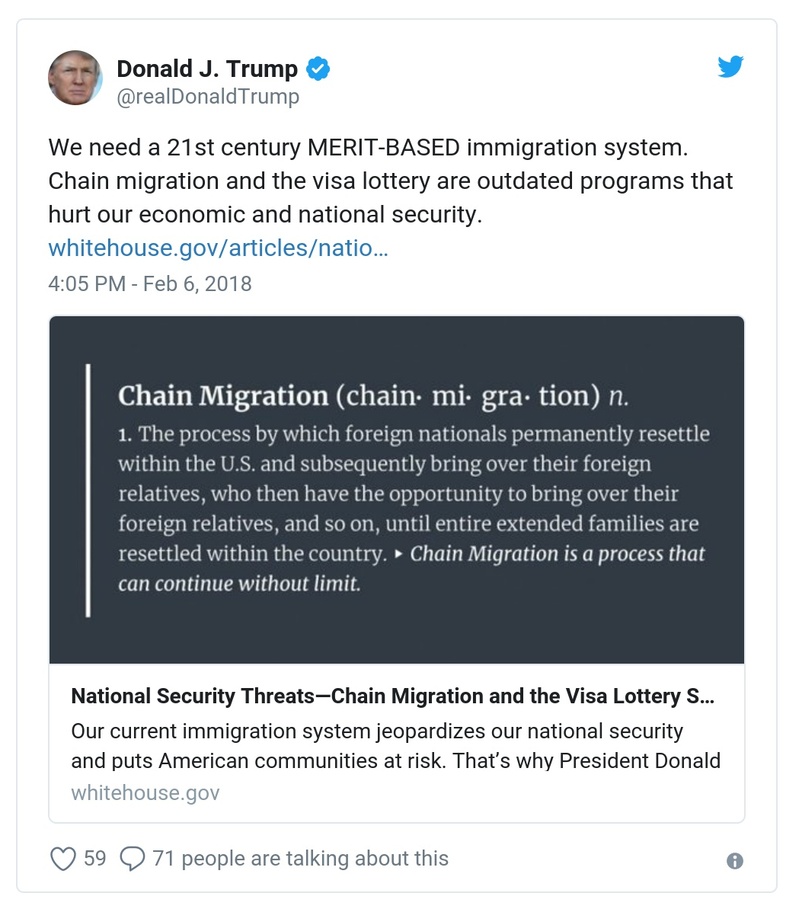 Donald J. Trump
@realDonaldTrump
We need a 21st century MERIT-BASED immigration system.
Chain migration and the visa lottery are outdated programs that
hurt our economic and national security.
whitehouse.gov/articles/natio…
4:05 PM - Feb 6, 2018
Chain Migration (chain· mi· gra· tion) n.
1. The process by which foreign nationals permanently resettle
within the U.S. and subsequently bring over their foreign
relatives, who then have the opportunity to bring over their
foreign relatives, and so on, until entire extended families are
resettled within the country. ▸ Chain Migration is a process that
can continue without limit.
National Security Threats—Chain Migration and the Visa Lottery S...
Our current immigration system jeopardizes our national security
and puts American communities at risk. That’s why President Donald
whitehouse.gov
59 71 people are talking about this